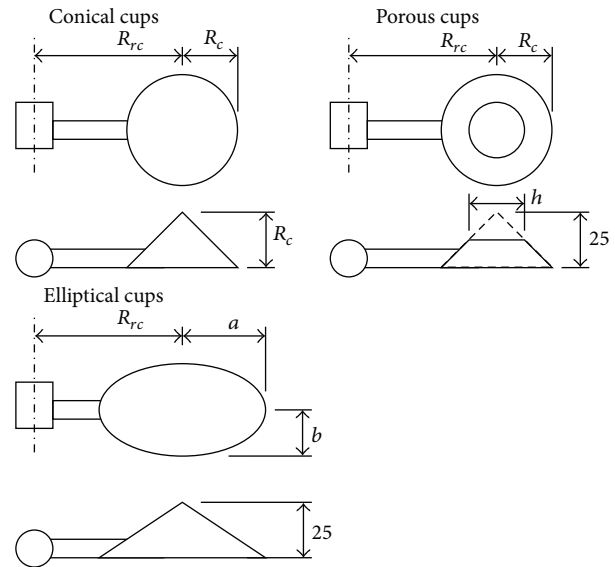 Conical cups
R_rc
R_c
R_c
Porous cups
R_rc
R_c
h
25
Elliptical cups
R_rc
a
b
25